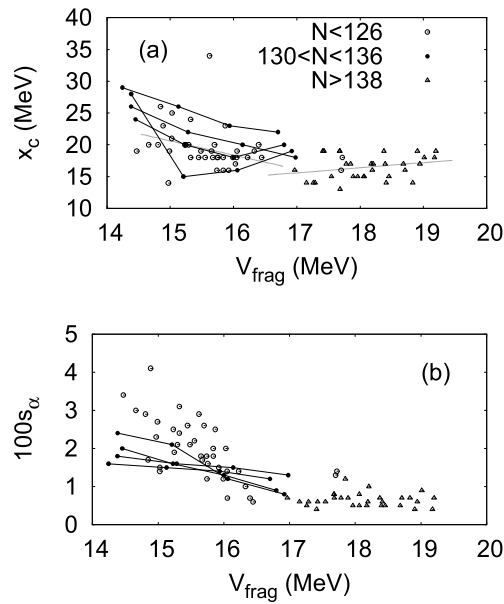 40
35
30
25
20
15
10
x_c (MeV)
(a)
N<126
130<N<136
N>138
14 15 16 17 18 19 20
V_frag (MeV)
5
4
3
2
1
0
100s_α
(b)
14 15 16 17 18 19 20
V_frag (MeV)